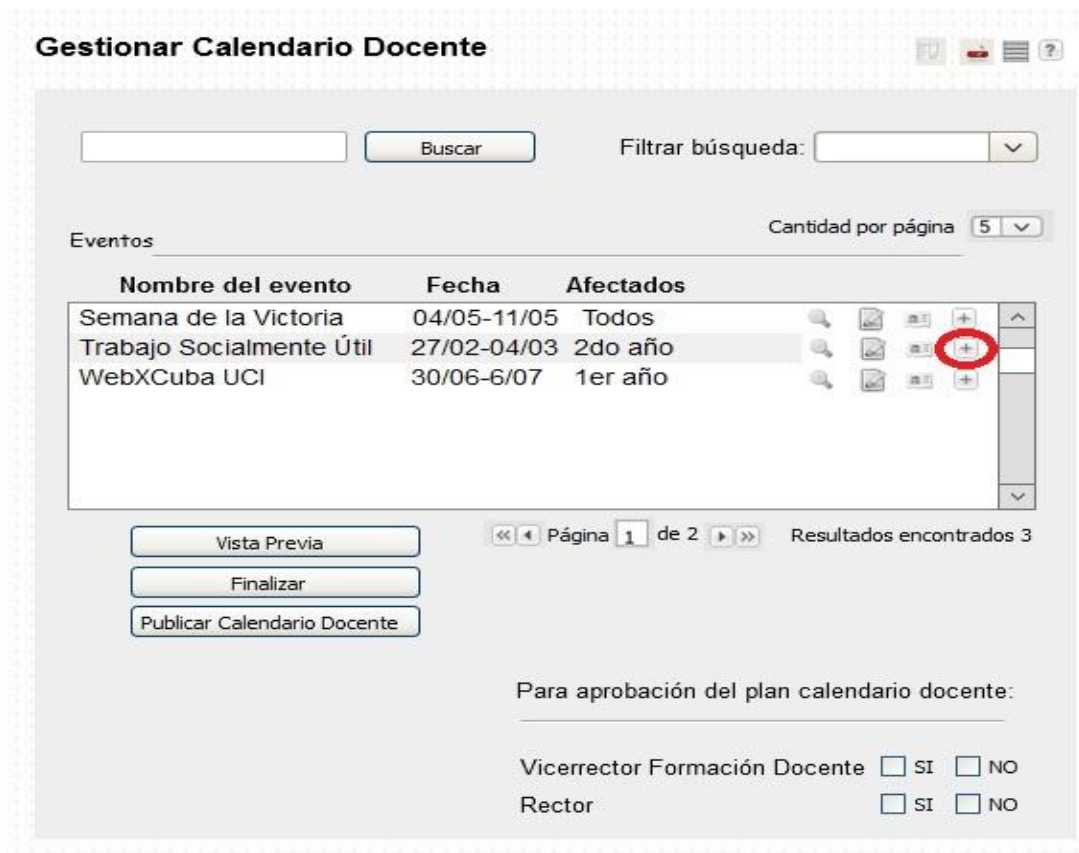 Gestionar Calendario Docente ?
Buscar Filtrar búsqueda:
Cantidad por página 5
Eventos
Nombre del evento Fecha Afectados
Semana de la Victoria 04/05-11/05 Todos
Trabajo Socialmente Útil 27/02-04/03 2do año
WebXCuba UCI 30/06-6/07 1er año
Vista Previa Página 1 de 2 Resultados encontrados 3
Finalizar
Publicar Calendario Docente
Para aprobación del plan calendario docente:
Vicerrector Formación Docente SI NO
Rector SI NO